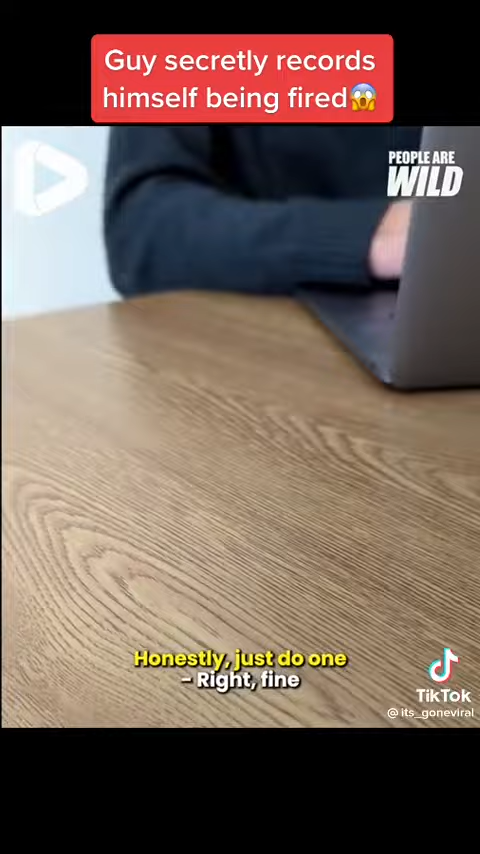 Guy secretly records
himself being fired😱
PEOPLE ARE
WILD
Honestly, just do one
- Right, fine
TikTok
@its_goneviral